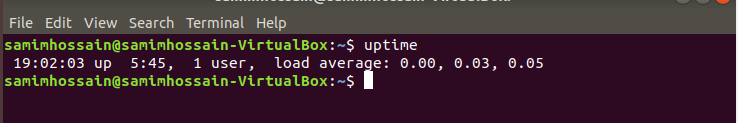 File Edit View Search Terminal Help
samimhossain@samimhossain-VirtualBox:~$ uptime
 19:02:03 up  5:45,  1 user,  load average: 0.00, 0.03, 0.05
samimhossain@samimhossain-VirtualBox:~$